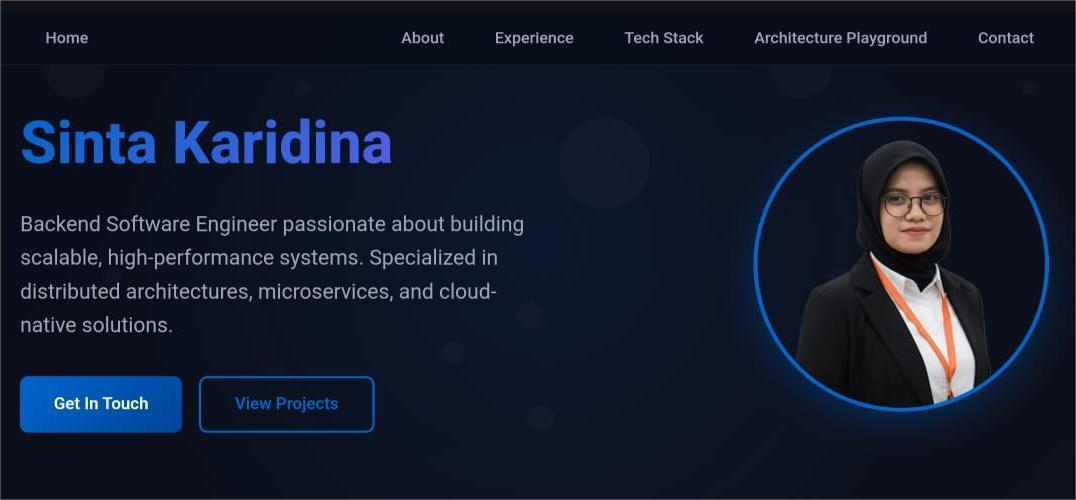 Home
About
Experience
Tech Stack
Architecture Playground
Contact
Sinta Karidina
Backend Software Engineer passionate about building
scalable, high-performance systems. Specialized in
distributed architectures, microservices, and cloud-
native solutions.
Get In Touch
View Projects